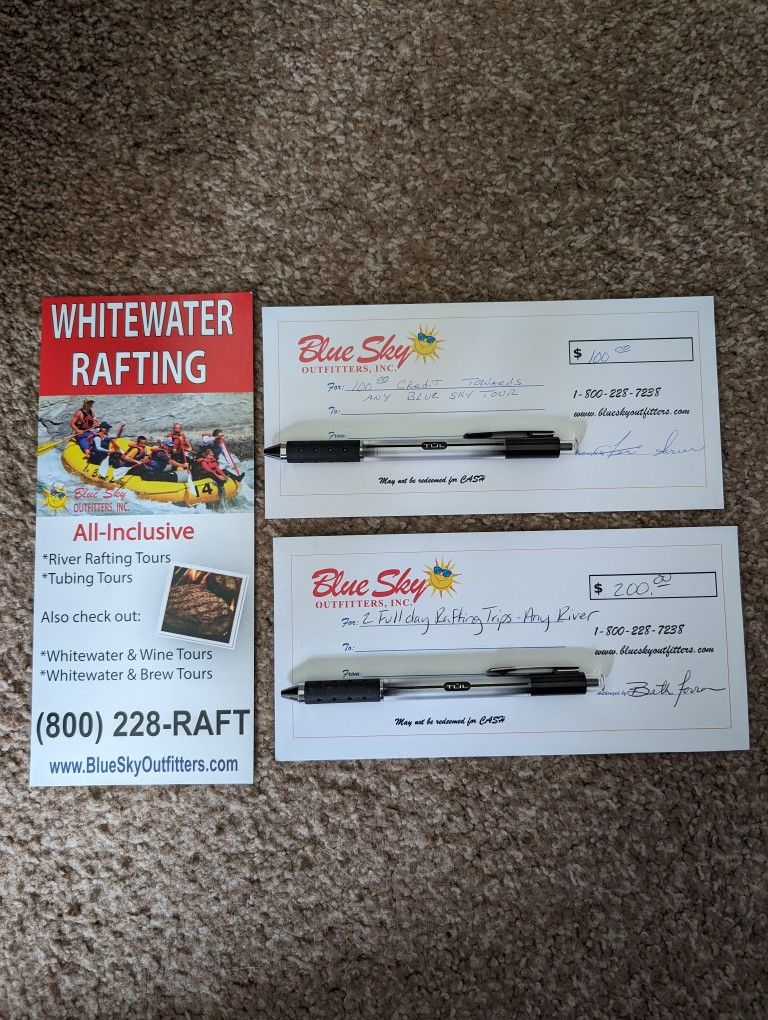 WHITEWATER
RAFTING
14
Blue Sky
OUTFITTERS, INC.
All-Inclusive
*River Rafting Tours
*Tubing Tours
Also check out:
*Whitewater & Wine Tours
*Whitewater & Brew Tours
(800) 228-RAFT
www.BlueSkyOutfitters.com
Blue Sky
OUTFITTERS, INC.
$ 100 00
For: 100 00 CREDIT TOWARDS
ANY BLUE SKY TOUR
To:
From:
TUL
1-800-228-7238
www.blueskyoutfitters.com
May not be redeemed for CASH
Blue Sky
OUTFITTERS, INC.
$ 200.00
For: 2 Full day Rafting Trips - Any River
To:
From:
TUL
1-800-228-7238
www.blueskyoutfitters.com
Beth
May not be redeemed for CASH